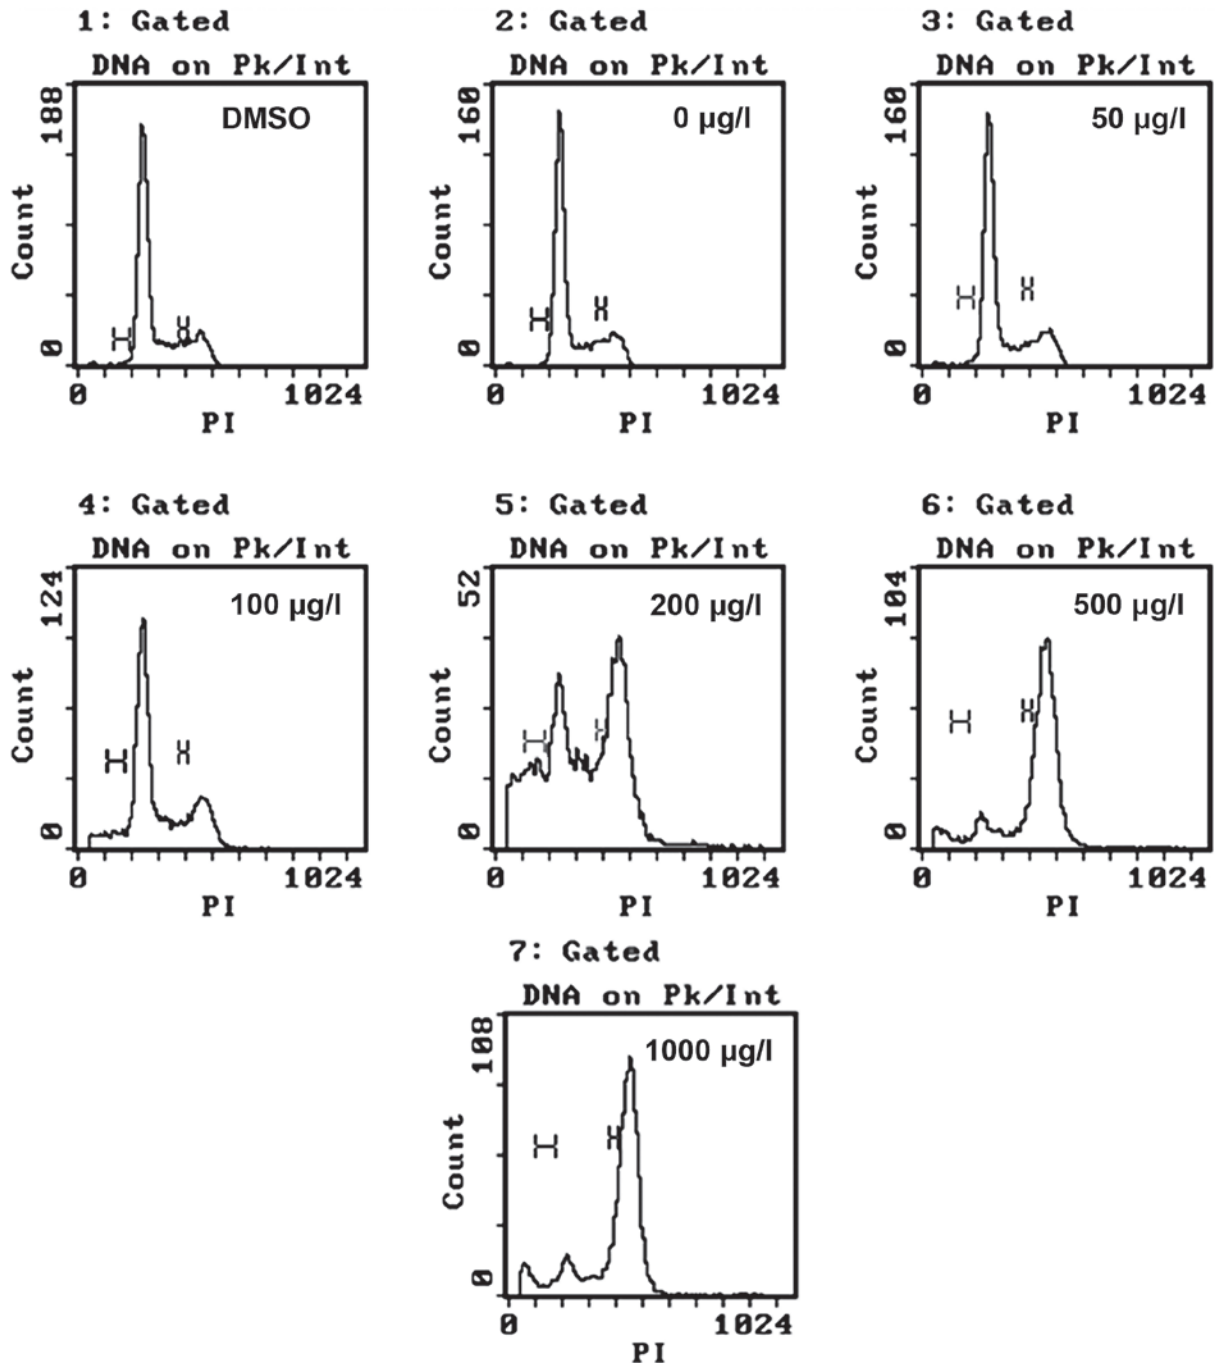 1: Gated
DNA on Pk/Int
188
DMSO
Count
0
0 1024
PI
2: Gated
DNA on Pk/Int
160
0 µg/l
Count
0
0 1024
PI
3: Gated
DNA on Pk/Int
160
50 µg/l
Count
0
0 1024
PI
4: Gated
DNA on Pk/Int
124
100 µg/l
Count
0
0 1024
PI
5: Gated
DNA on Pk/Int
52
200 µg/l
Count
0
0 1024
PI
6: Gated
DNA on Pk/Int
104
500 µg/l
Count
0
0 1024
PI
7: Gated
DNA on Pk/Int
108
1000 µg/l
Count
0
0 1024
PI